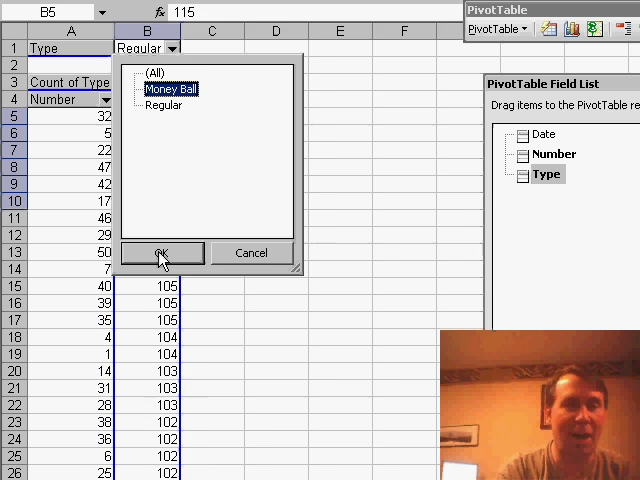 B5 fx 115
PivotTable
PivotTable
A B C D E F
1 Type Regular
2
3 Count of Type
4 Number
5 32
6 5
7 22
8 47
9 42
10 17
11 46
12 29
13 50
14 7
15 40 105
16 39 105
17 35 105
18 4 104
19 1 104
20 14 103
21 31 103
22 28 103
23 38 102
24 36 102
25 6 102
26 25 102
(All)
Money Ball
Regular
OK Cancel
PivotTable Field List
Drag items to the PivotTable re
Date
Number
Type